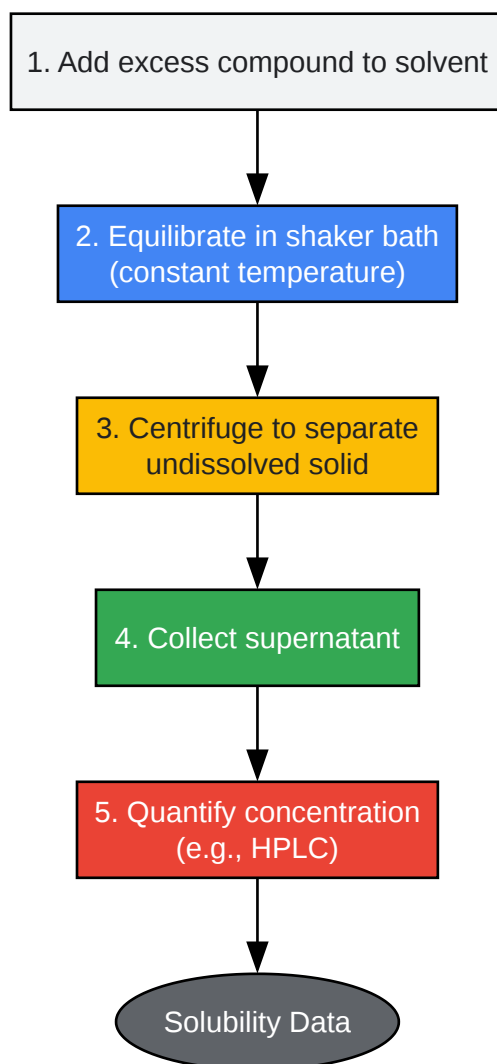 1. Add excess compound to solvent
2. Equilibrate in shaker bath
(constant temperature)
3. Centrifuge to separate
undissolved solid
4. Collect supernatant
5. Quantify concentration
(e.g., HPLC)
Solubility Data